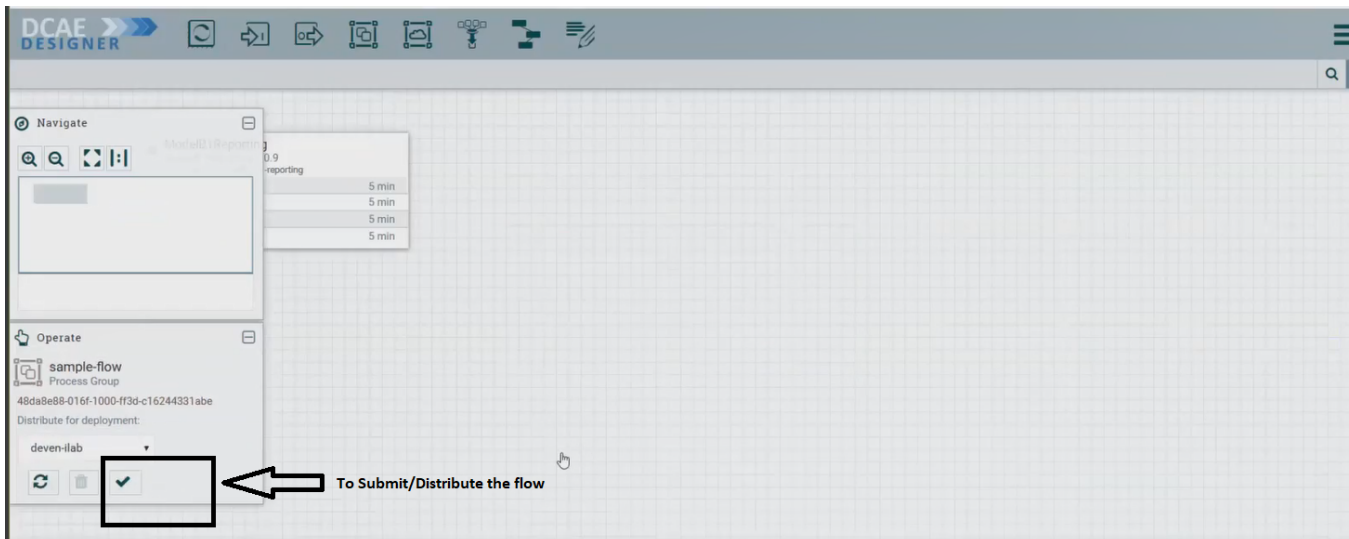 DCAE
DESIGNER
Navigate
0.9
-reporting
5 min
5 min
5 min
5 min
Operate
sample-flow
Process Group
48da8e88-016f-1000-ff3d-c16244331abe
Distribute for deployment:
deven-ilab
To Submit/Distribute the flow